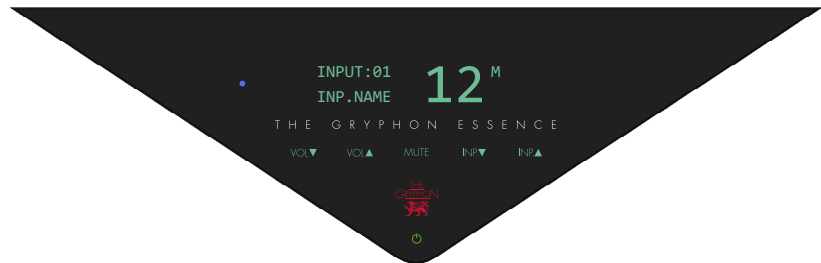 INPUT:01
INP.NAME
12 M
THE GRYPHON ESSENCE
VOL▼ VOL▲ MUTE INP.▼ INP.▲
THE
GRYPHON